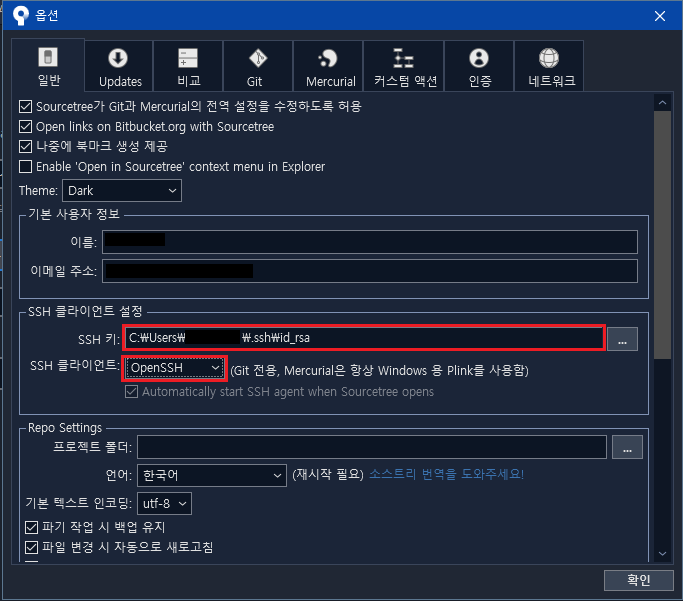 옵션
일반 Updates 비교 Git Mercurial 커스텀 액션 인증 네트워크
Sourcetree가 Git과 Mercurial의 전역 설정을 수정하도록 허용
Open links on Bitbucket.org with Sourcetree
나중에 북마크 생성 제공
Enable 'Open in Sourcetree' context menu in Explorer
Theme: Dark
기본 사용자 정보
이름:
이메일 주소:
SSH 클라이언트 설정
SSH 키: C:₩Users₩ ₩.ssh₩id_rsa ...
SSH 클라이언트: OpenSSH (Git 전용, Mercurial은 항상 Windows 용 Plink를 사용함)
Automatically start SSH agent when Sourcetree opens
Repo Settings
프로젝트 폴더: ...
언어: 한국어 (재시작 필요) 소스트리 번역을 도와주세요!
기본 텍스트 인코딩: utf-8
파기 작업 시 백업 유지
파일 변경 시 자동으로 새로고침
확인